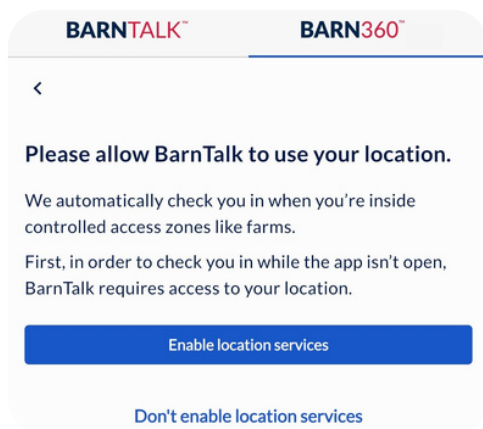 BARNTALK™ BARN360™
Please allow BarnTalk to use your location.
We automatically check you in when you’re inside
controlled access zones like farms.
First, in order to check you in while the app isn’t open,
BarnTalk requires access to your location.
Enable location services
Don't enable location services